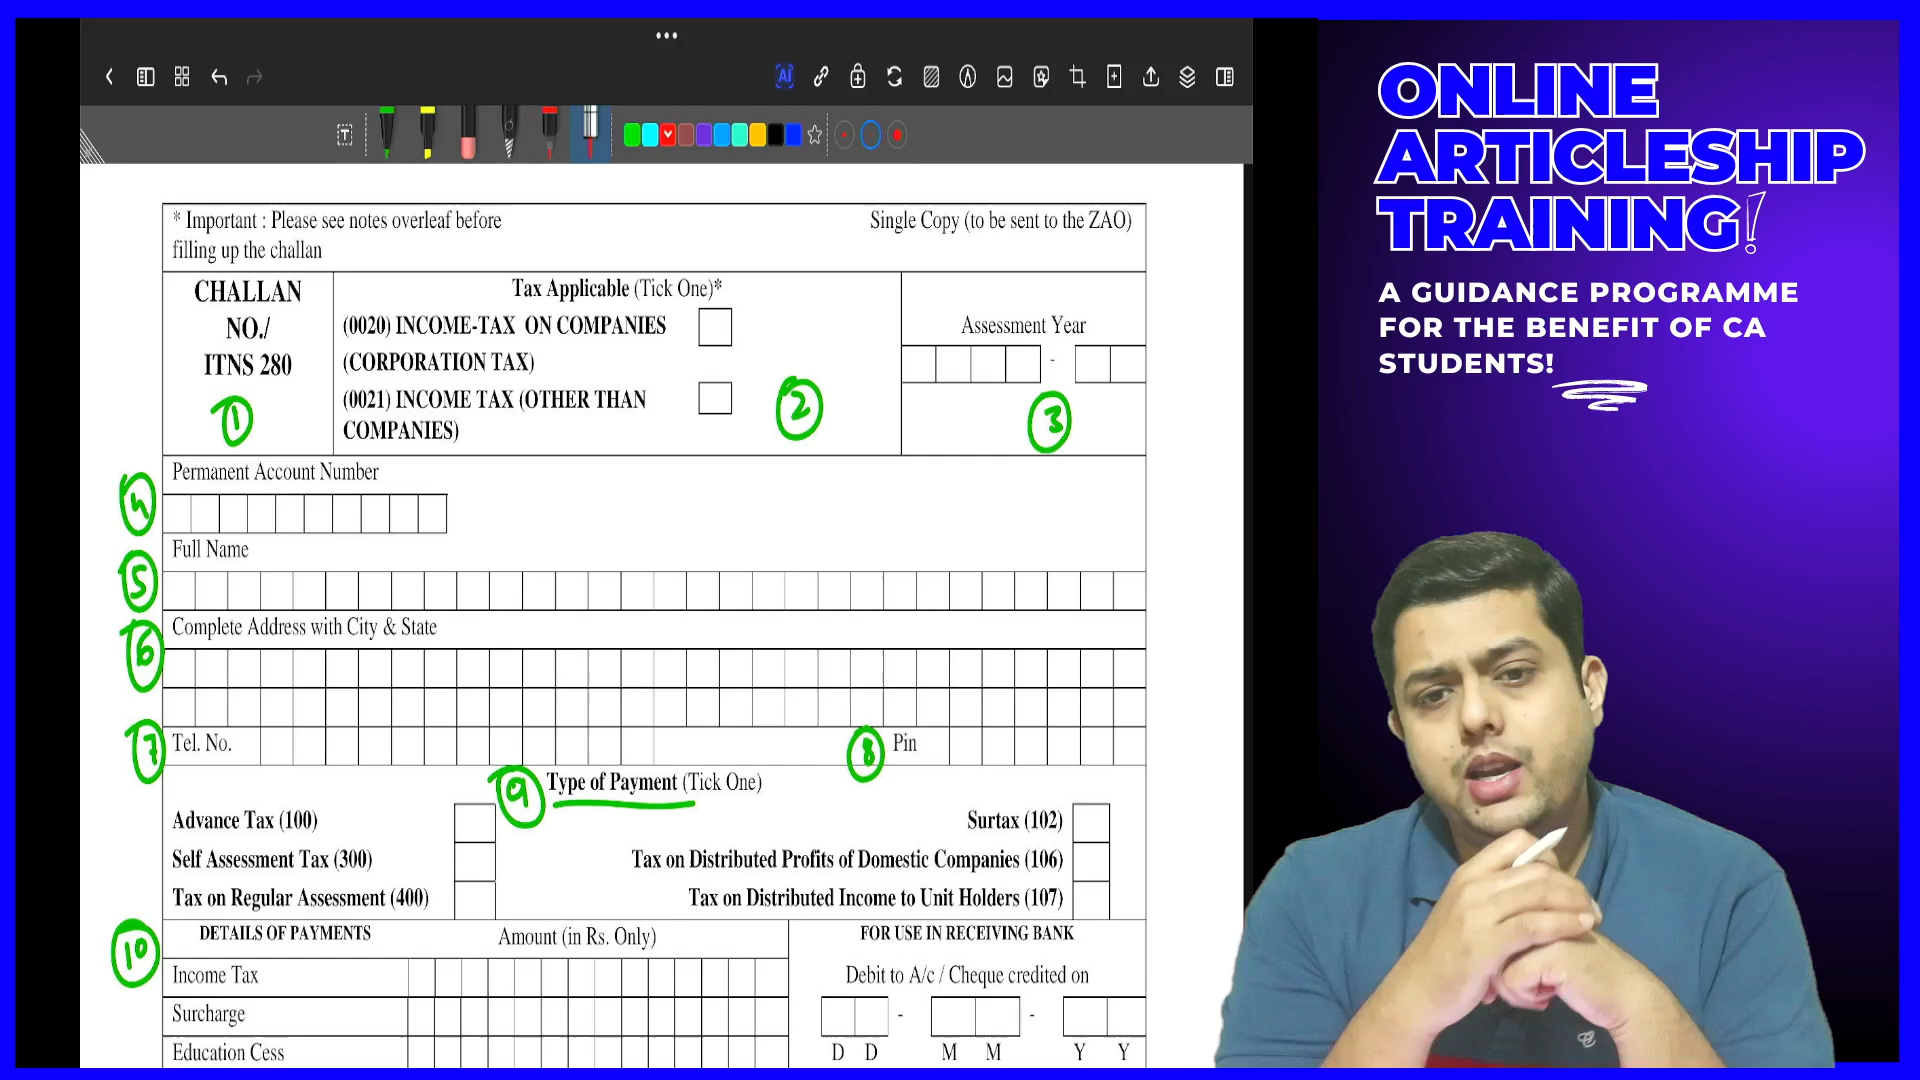 AI
T
* Important : Please see notes overleaf before
filling up the challan
Single Copy (to be sent to the ZAO)
CHALLAN
NO./
ITNS 280
1
Tax Applicable (Tick One)*
(0020) INCOME-TAX ON COMPANIES
(CORPORATION TAX)
(0021) INCOME TAX (OTHER THAN
COMPANIES)
2
Assessment Year
-
3
4
Permanent Account Number
5
Full Name
6
Complete Address with City & State
7
Tel. No.
8
Pin
9
Type of Payment (Tick One)
Advance Tax (100)
Surtax (102)
Self Assessment Tax (300)
Tax on Distributed Profits of Domestic Companies (106)
Tax on Regular Assessment (400)
Tax on Distributed Income to Unit Holders (107)
10
DETAILS OF PAYMENTS
Amount (in Rs. Only)
FOR USE IN RECEIVING BANK
Income Tax
Debit to A/c / Cheque credited on
Surcharge
- -
Education Cess
D D M M Y Y
ONLINE
ARTICLESHIP
TRAINING!
A GUIDANCE PROGRAMME
FOR THE BENEFIT OF CA
STUDENTS!